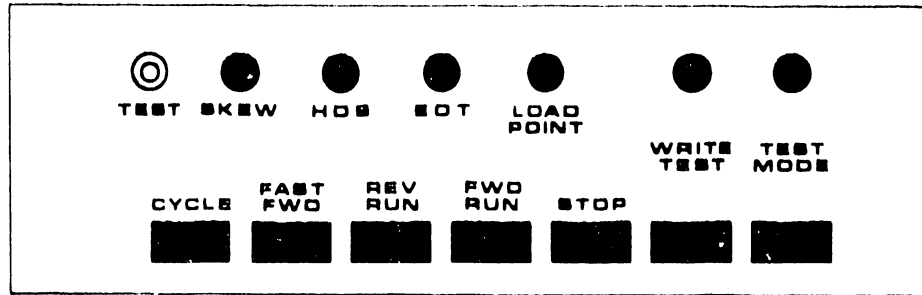 TEST SKEW HDS EOT LOAD
POINT
WRITE TEST
TEST MODE
CYCLE FAST REV FWD STOP
FWD RUN RUN